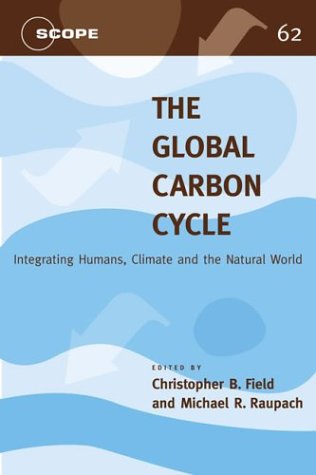 SCOPE 62
THE
GLOBAL
CARBON
CYCLE
Integrating Humans, Climate and the Natural World
EDITED BY
Christopher B. Field
and Michael R. Raupach